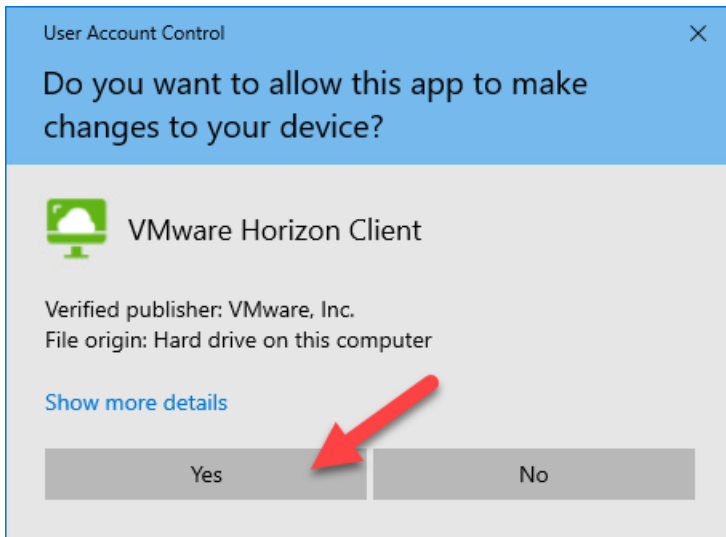 User Account Control
Do you want to allow this app to make
changes to your device?
VMware Horizon Client
Verified publisher: VMware, Inc.
File origin: Hard drive on this computer
Show more details
Yes
No